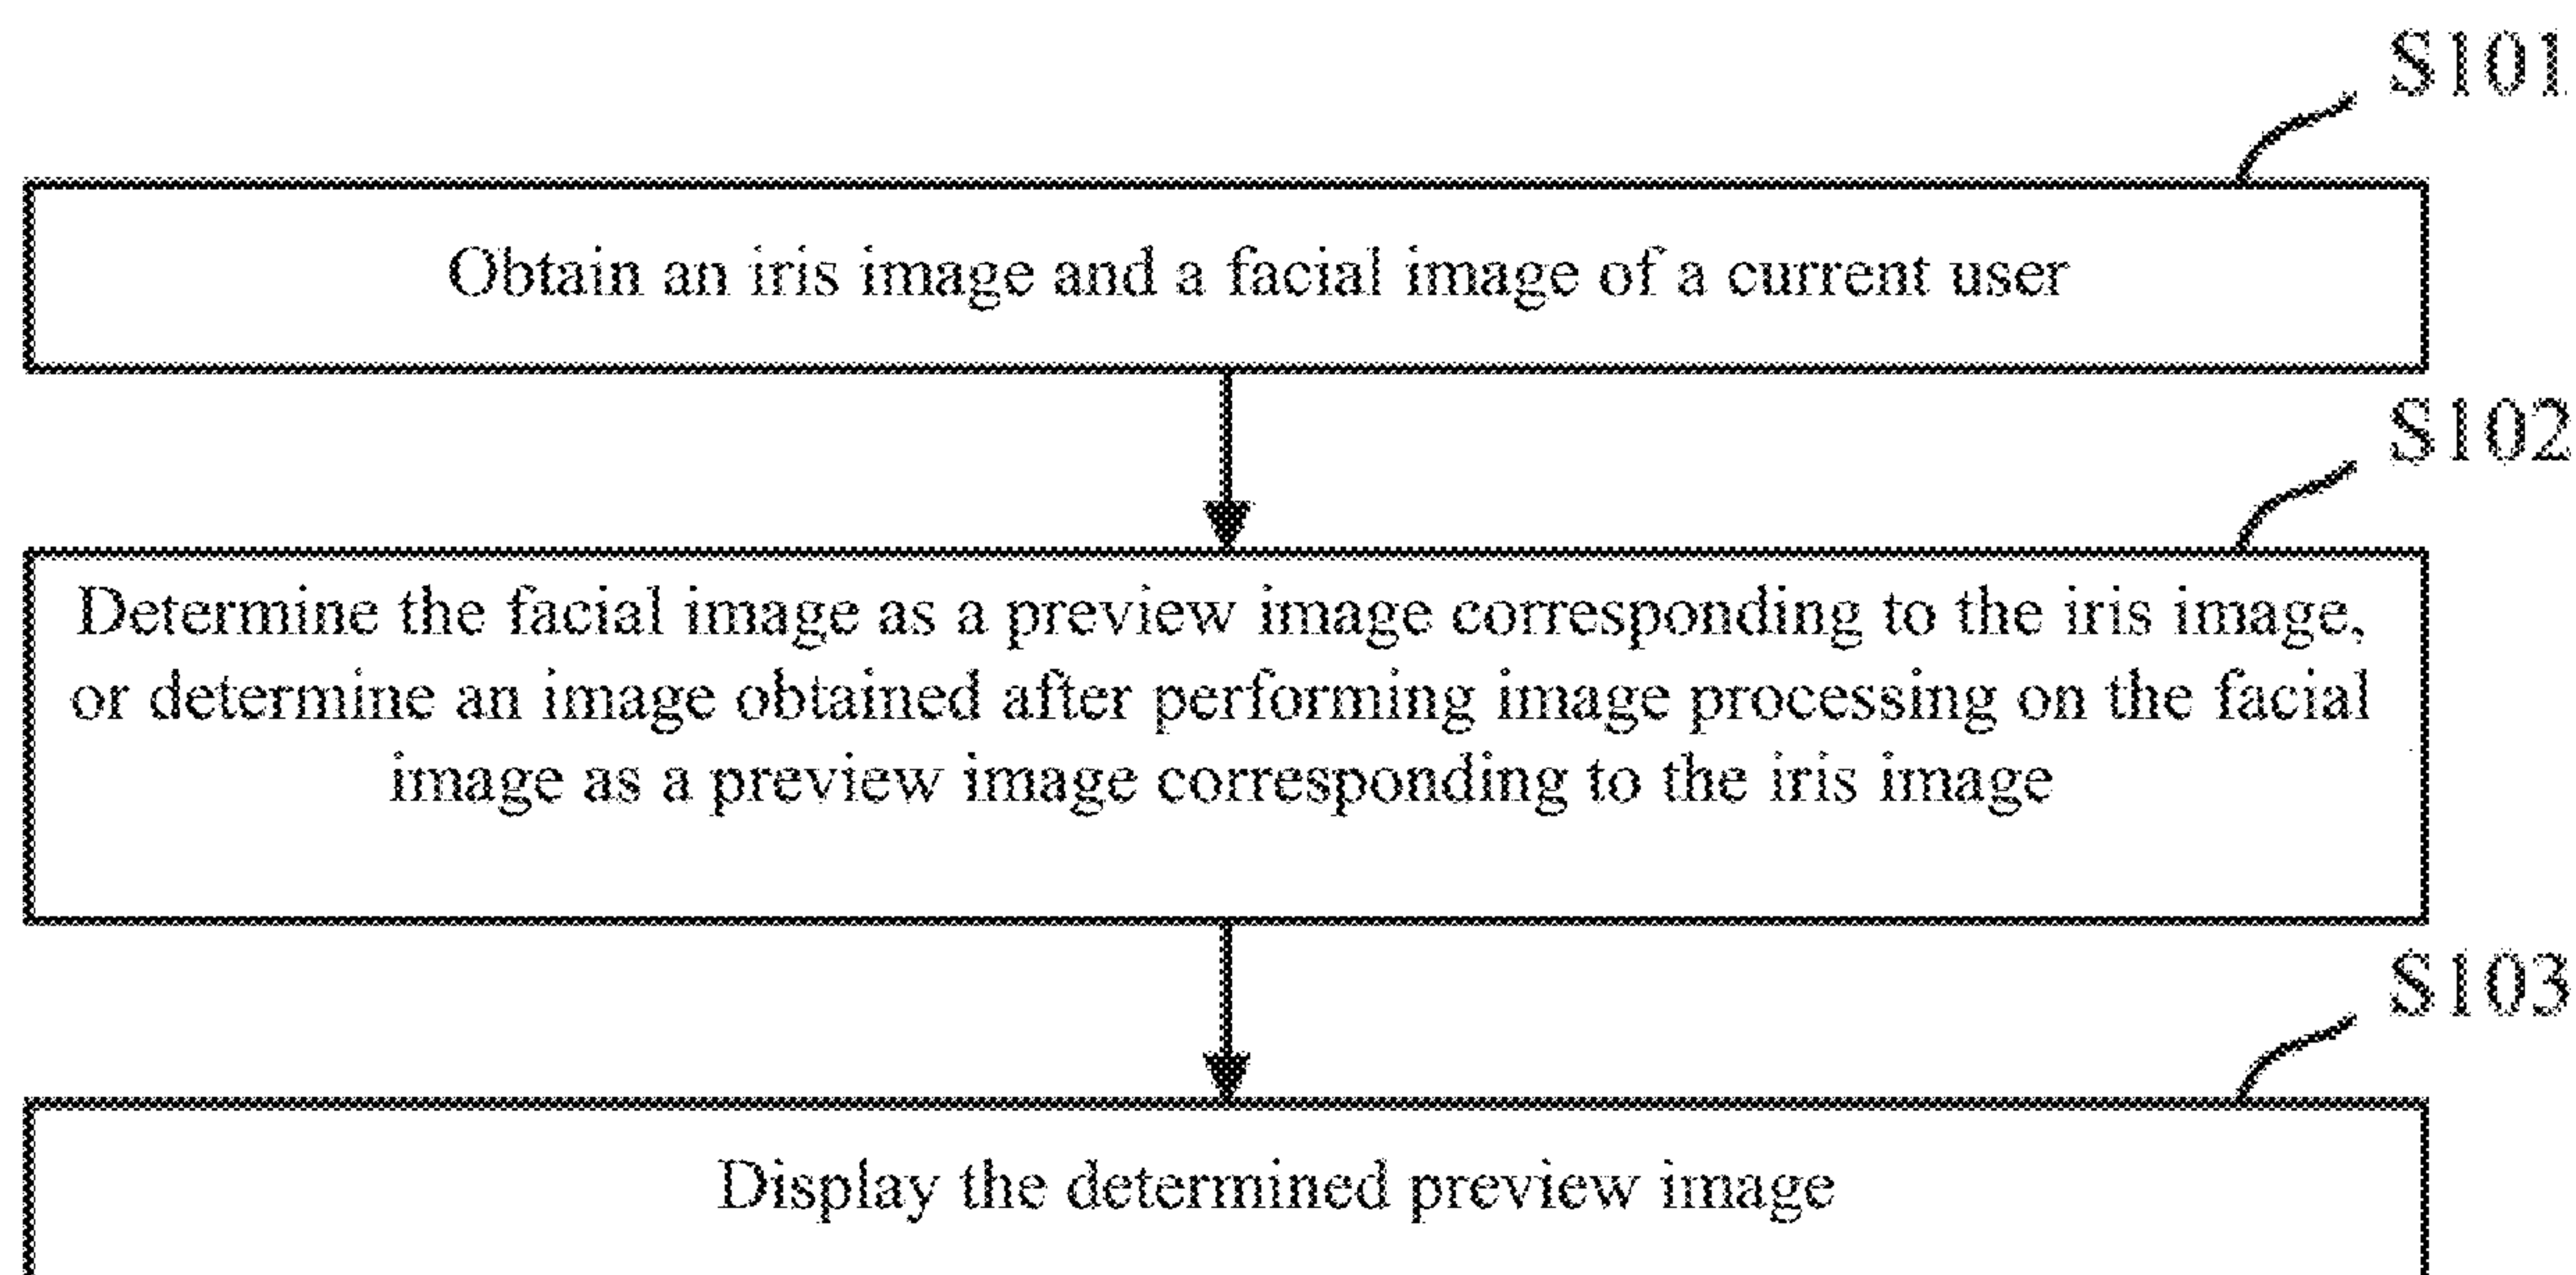 S101
Obtain an iris image and a facial image of a current user
S102
Determine the facial image as a preview image corresponding to the iris image,
or determine an image obtained after performing image processing on the facial
image as a preview image corresponding to the iris image
S103
Display the determined preview image